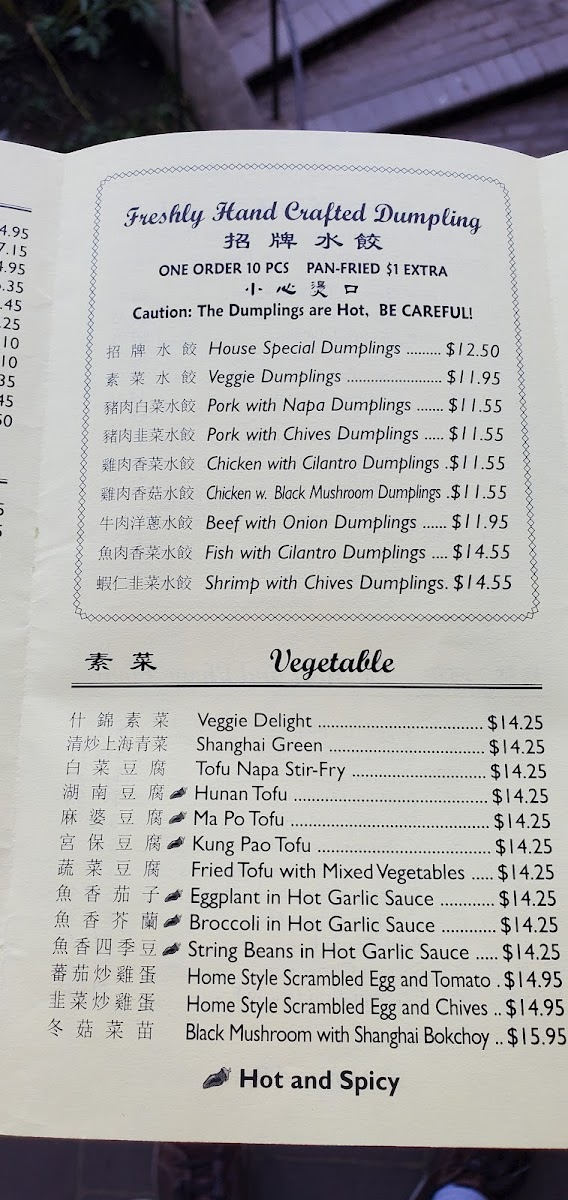 Freshly Hand Crafted Dumpling
招牌水餃
ONE ORDER 10 PCS PAN-FRIED $1 EXTRA
小心燙口
Caution: The Dumplings are Hot, BE CAREFUL!
招牌水餃 House Special Dumplings ......... $12.50
素菜水餃 Veggie Dumplings ........................ $11.95
豬肉白菜水餃 Pork with Napa Dumplings ....... $11.55
豬肉韭菜水餃 Pork with Chives Dumplings ..... $11.55
雞肉香菜水餃 Chicken with Cilantro Dumplings .$11.55
雞肉香菇水餃 Chicken w. Black Mushroom Dumplings .$11.55
牛肉洋蔥水餃 Beef with Onion Dumplings ...... $11.95
魚肉香菜水餃 Fish with Cilantro Dumplings .... $14.55
蝦仁韭菜水餃 Shrimp with Chives Dumplings. $14.55
素菜 Vegetable
什錦素菜 Veggie Delight .......................................... $14.25
清炒上海青菜 Shanghai Green ....................................... $14.25
白菜豆腐 Tofu Napa Stir-Fry .................................. $14.25
湖南豆腐 Hunan Tofu ................................................. $14.25
麻婆豆腐 Ma Po Tofu .................................................. $14.25
宮保豆腐 Kung Pao Tofu ............................................ $14.25
蔬菜豆腐 Fried Tofu with Mixed Vegetables ..... $14.25
魚香茄子 Eggplant in Hot Garlic Sauce ............ $14.25
魚香芥蘭 Broccoli in Hot Garlic Sauce ............ $14.25
魚香四季豆 String Beans in Hot Garlic Sauce ..... $14.25
蕃茄炒雞蛋 Home Style Scrambled Egg and Tomato . $14.95
韭菜炒雞蛋 Home Style Scrambled Egg and Chives .. $14.95
冬菇菜苗 Black Mushroom with Shanghai Bokchoy .. $15.95
Hot and Spicy